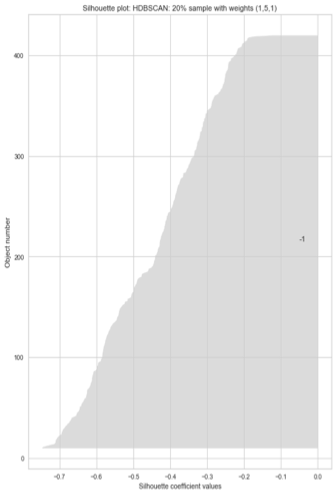 Silhouette plot: HDBSCAN: 20% sample with weights (1,5,1)
400
300
200
100
0
Object number
-1
−0.7 −0.6 −0.5 −0.4 −0.3 −0.2 −0.1 0.0
Silhouette coefficient values